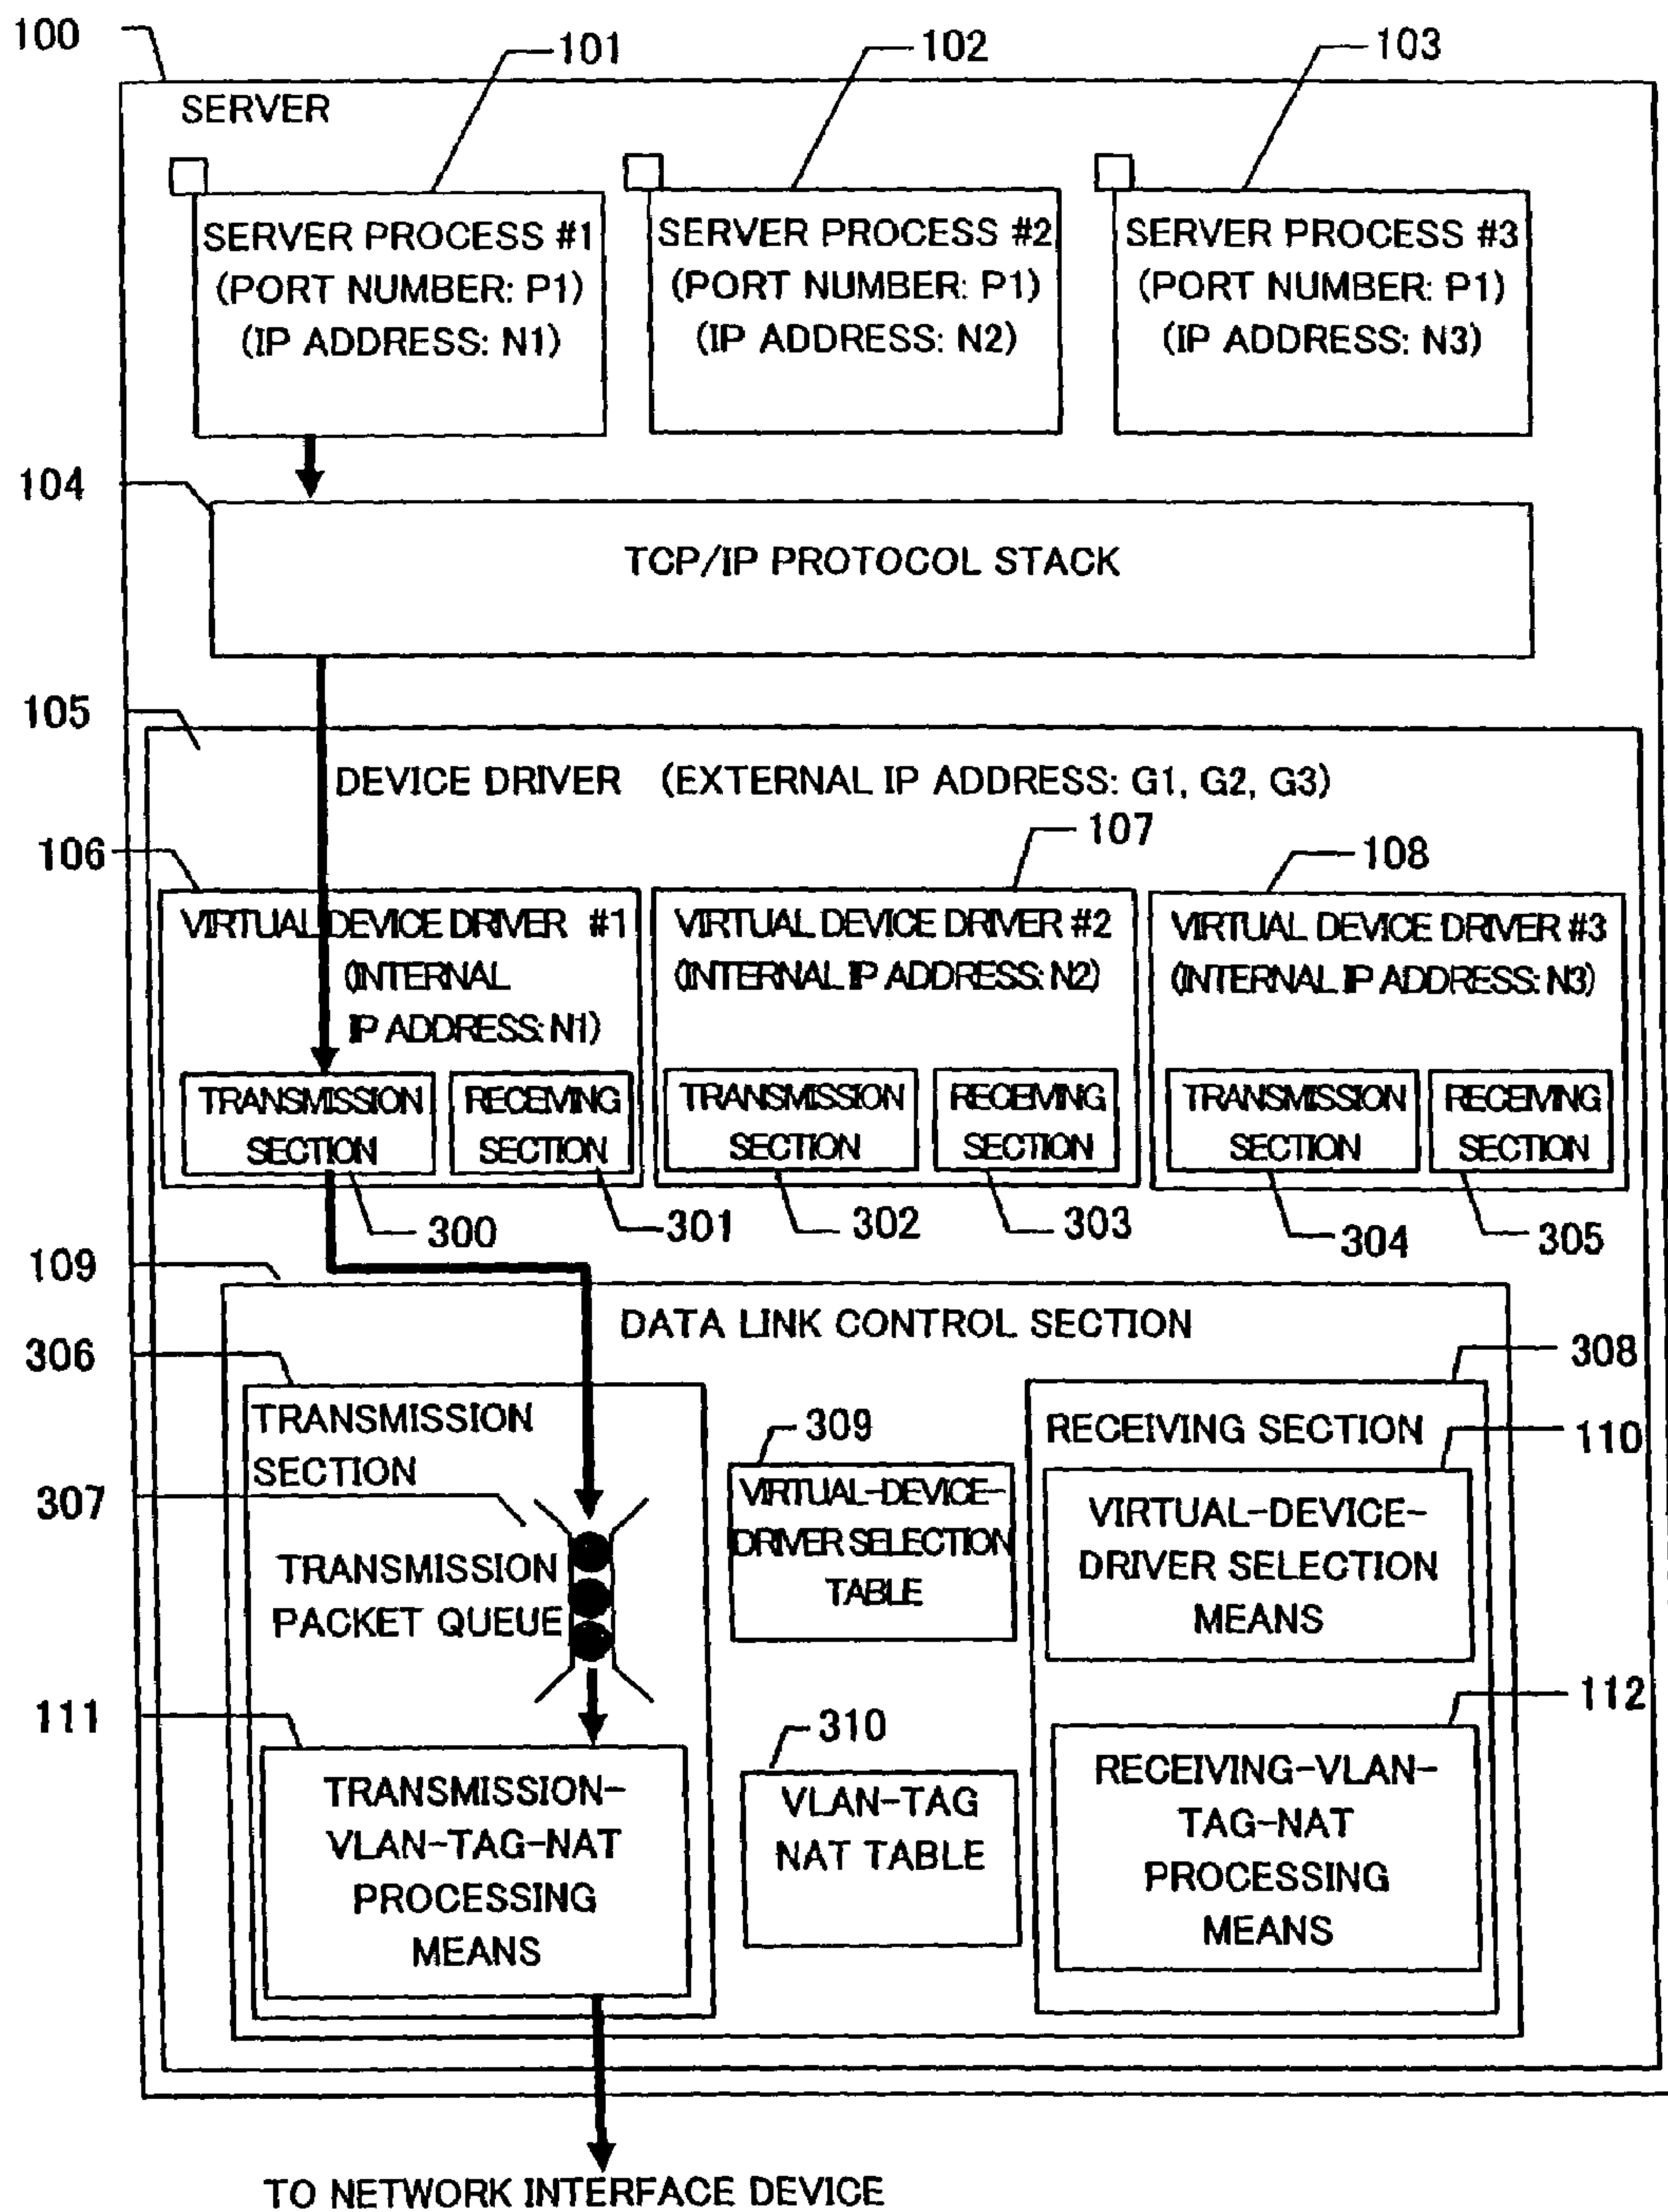 100
101
102
103
SERVER
SERVER PROCESS #1
(PORT NUMBER: P1)
(IP ADDRESS: N1)
SERVER PROCESS #2
(PORT NUMBER: P1)
(IP ADDRESS: N2)
SERVER PROCESS #3
(PORT NUMBER: P1)
(IP ADDRESS: N3)
104
TCP/IP PROTOCOL STACK
105
DEVICE DRIVER (EXTERNAL IP ADDRESS: G1, G2, G3)
106
107
108
VIRTUAL DEVICE DRIVER #1
(INTERNAL
IP ADDRESS: N1)
VIRTUAL DEVICE DRIVER #2
(INTERNAL IP ADDRESS: N2)
VIRTUAL DEVICE DRIVER #3
(INTERNAL IP ADDRESS: N3)
TRANSMISSION
SECTION
RECEIVING
SECTION
TRANSMISSION
SECTION
RECEIVING
SECTION
TRANSMISSION
SECTION
RECEIVING
SECTION
300
301
302
303
304
305
109
DATA LINK CONTROL SECTION
306
308
TRANSMISSION
SECTION
309
RECEIVING SECTION
110
307
TRANSMISSION
PACKET QUEUE
VIRTUAL-DEVICE-
DRIVER SELECTION
TABLE
VIRTUAL-DEVICE-
DRIVER SELECTION
MEANS
111
310
112
TRANSMISSION-
VLAN-TAG-NAT
PROCESSING
MEANS
VLAN-TAG
NAT TABLE
RECEIVING-VLAN-
TAG-NAT
PROCESSING
MEANS
TO NETWORK INTERFACE DEVICE